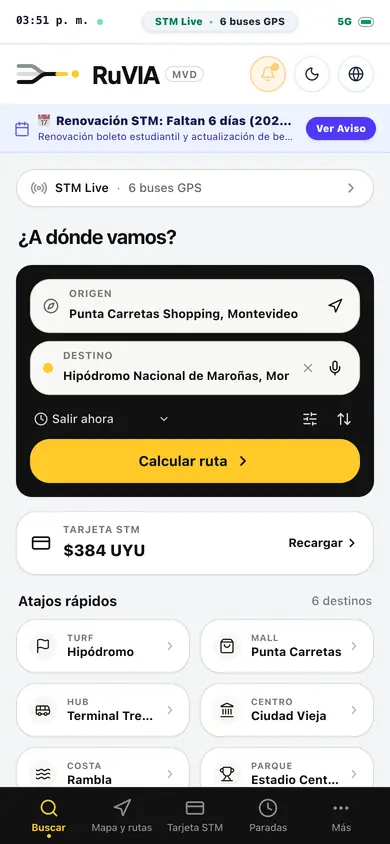 03:51 p. m.
STM Live • 6 buses GPS
5G
RuVIA MVD
📅 Renovación STM: Faltan 6 días (202...
Renovación boleto estudiantil y actualización de be...
Ver Aviso
STM Live · 6 buses GPS
¿A dónde vamos?
ORIGEN
Punta Carretas Shopping, Montevideo
DESTINO
Hipódromo Nacional de Maroñas, Mor
Salir ahora
Calcular ruta
TARJETA STM
$384 UYU
Recargar
Atajos rápidos
6 destinos
TURF
Hipódromo
MALL
Punta Carretas
HUB
Terminal Tre...
CENTRO
Ciudad Vieja
COSTA
Rambla
PARQUE
Estadio Cent...
Buscar
Mapa y rutas
Tarjeta STM
Paradas
Más